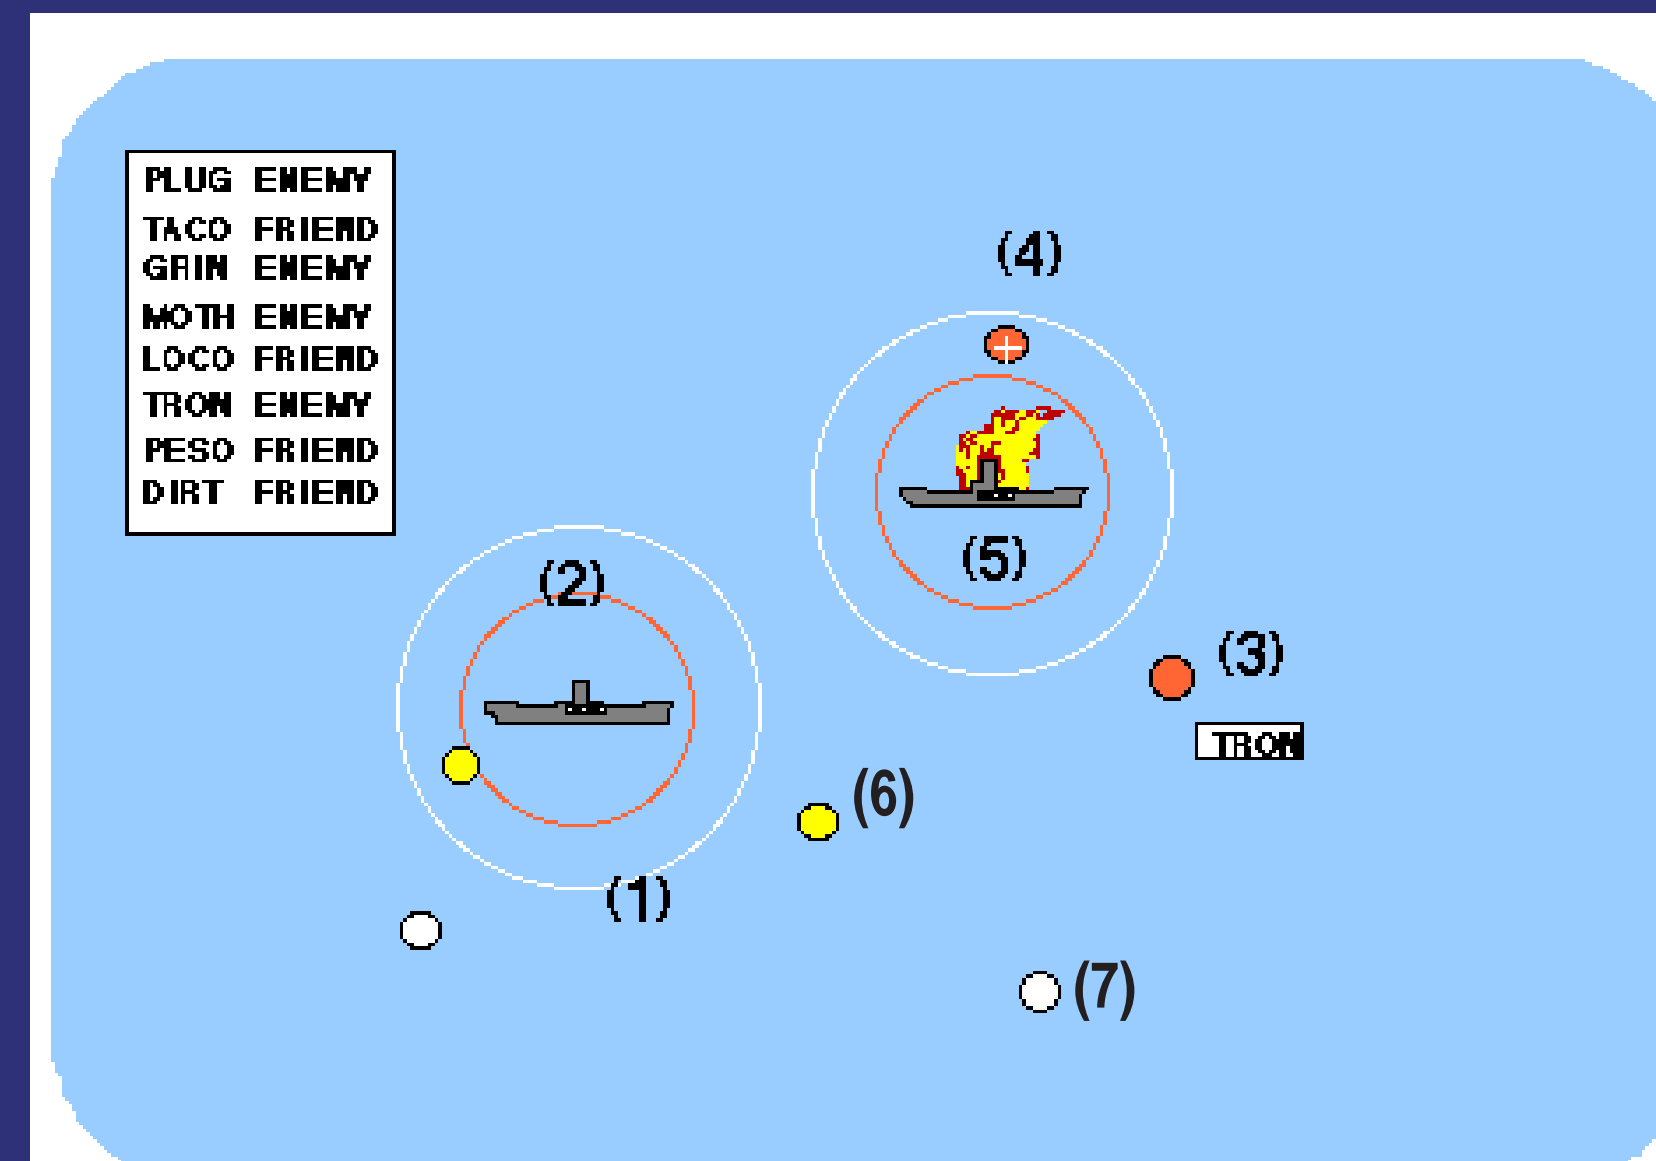 PLUG ENEMY
TACO FRIEND
GRIN ENEMY
MOTH ENEMY
LOCO FRIEND
TRON ENEMY
PESO FRIEND
DIRT FRIEND
(4)
(5)
(2)
(3)
TRON
(6)
(1)
(7)